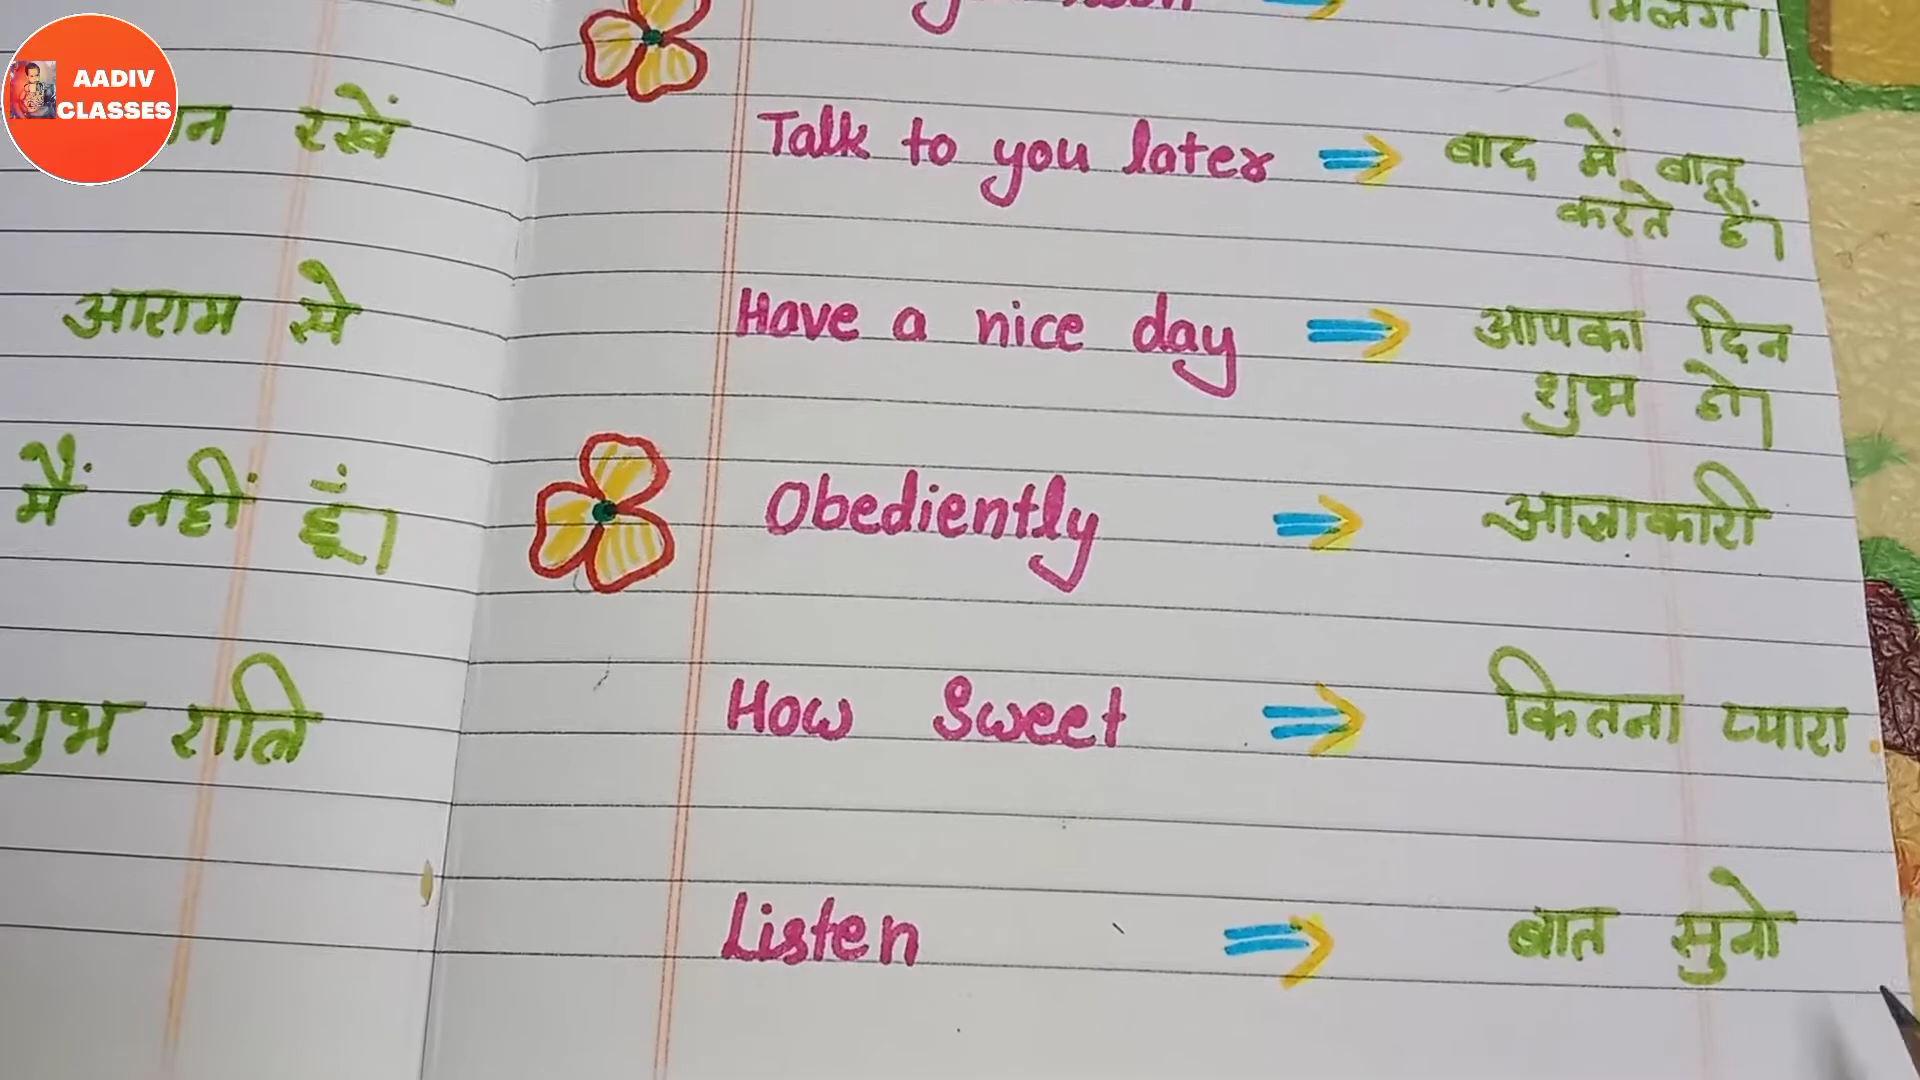 AADIV
CLASSES
रखें
आराम से
मैं नहीं हूँ।
शुभ रात्रि
मिलेंगे।
Talk to you later ⇒ बाद में बात
करते हैं।
Have a nice day ⇒ आपका दिन
शुभ हो।
Obediently ⇒ आज्ञाकारी
How Sweet ⇒ कितना प्यारा
Listen ⇒ बात सुनो